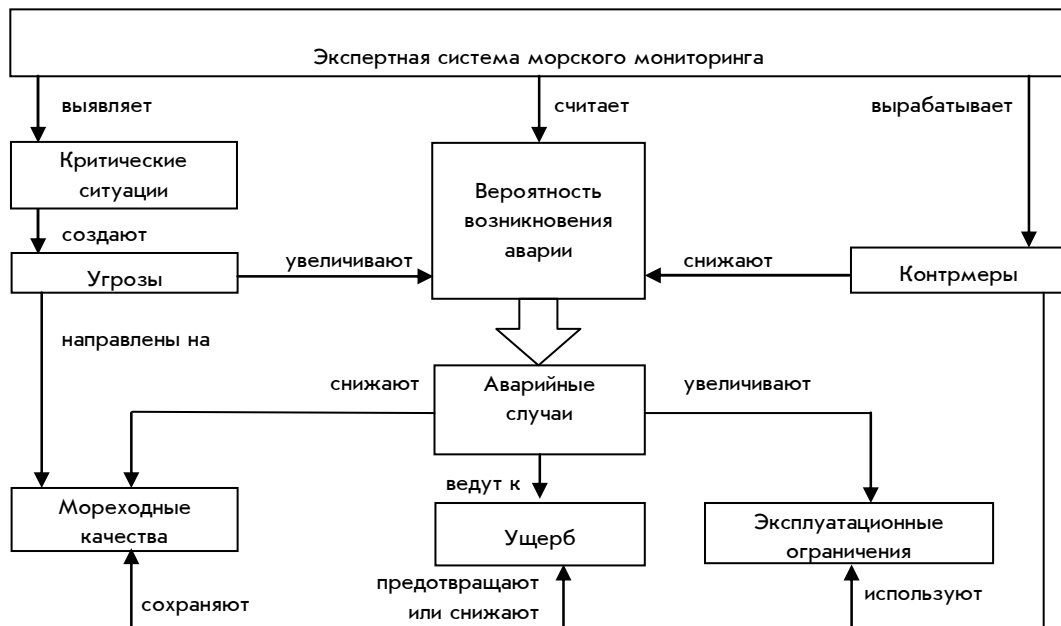 Экспертная система морского мониторинга
выявляет
считает
вырабатывает
Критические
ситуации
Вероятность
возникновения
аварии
создают
Угрозы
увеличивают
снижают
Контрмеры
направлены на
снижают
Аварийные
случаи
увеличивают
ведут к
Мореходные
качества
Ущерб
Эксплуатационные
ограничения
сохраняют
предотвращают
или снижают
используют